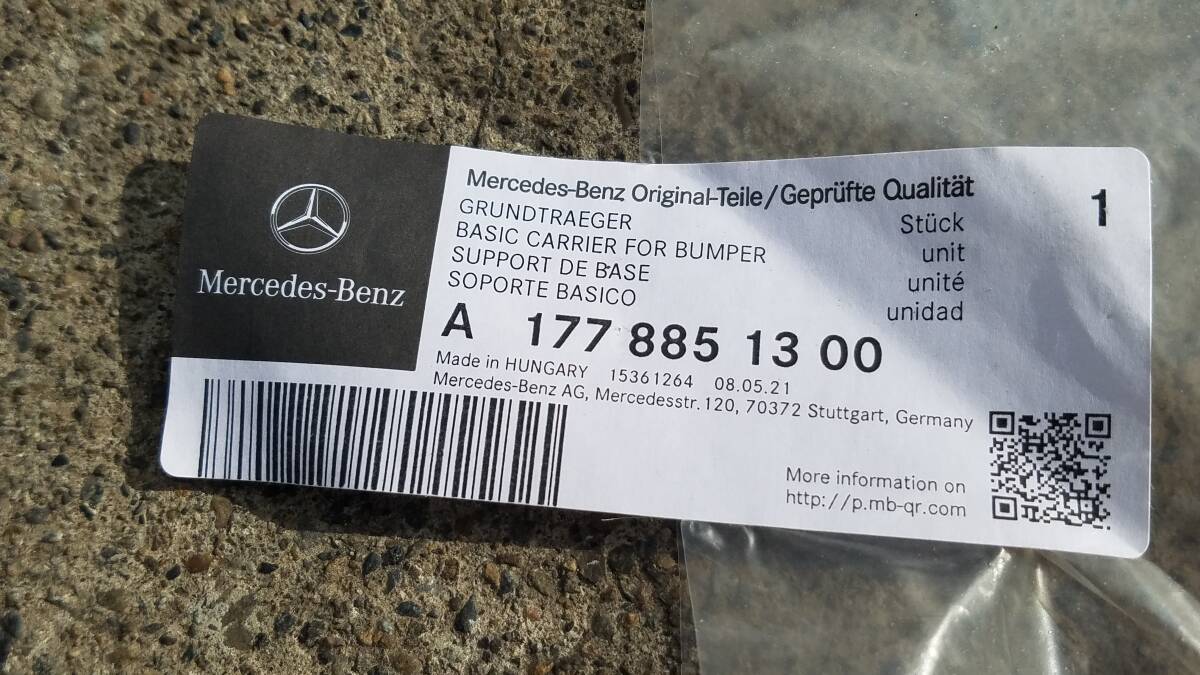 Mercedes-Benz
Mercedes-Benz Original-Teile/Geprüfte Qualität
GRUNDTRAEGER
BASIC CARRIER FOR BUMPER
SUPPORT DE BASE
SOPORTE BASICO
Stück
unit
unité
unidad
1
A 177 885 13 00
Made in HUNGARY 15361264 08.05.21
Mercedes-Benz AG, Mercedesstr. 120, 70372 Stuttgart, Germany
More information on
http://p.mb-qr.com